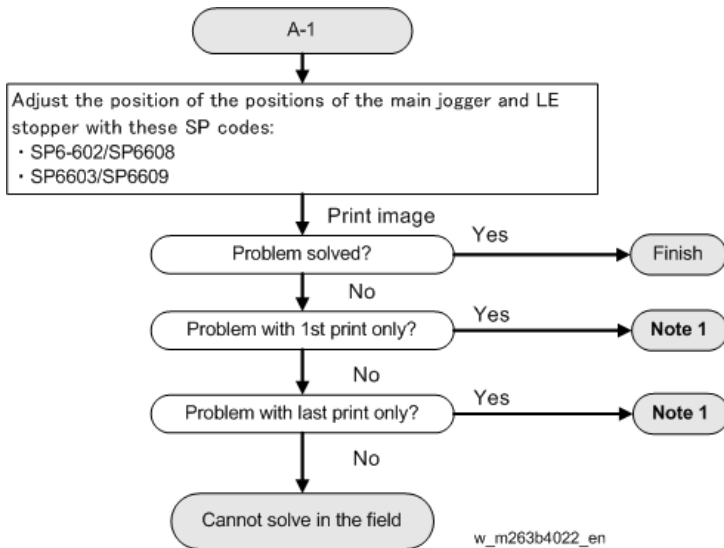 A-1
Adjust the position of the positions of the main jogger and LE
stopper with these SP codes:
・SP6-602/SP6608
・SP6603/SP6609
Print image
Problem solved?
Yes
Finish
No
Problem with 1st print only?
Yes
Note 1
No
Problem with last print only?
Yes
Note 1
No
Cannot solve in the field
w_m263b4022_en